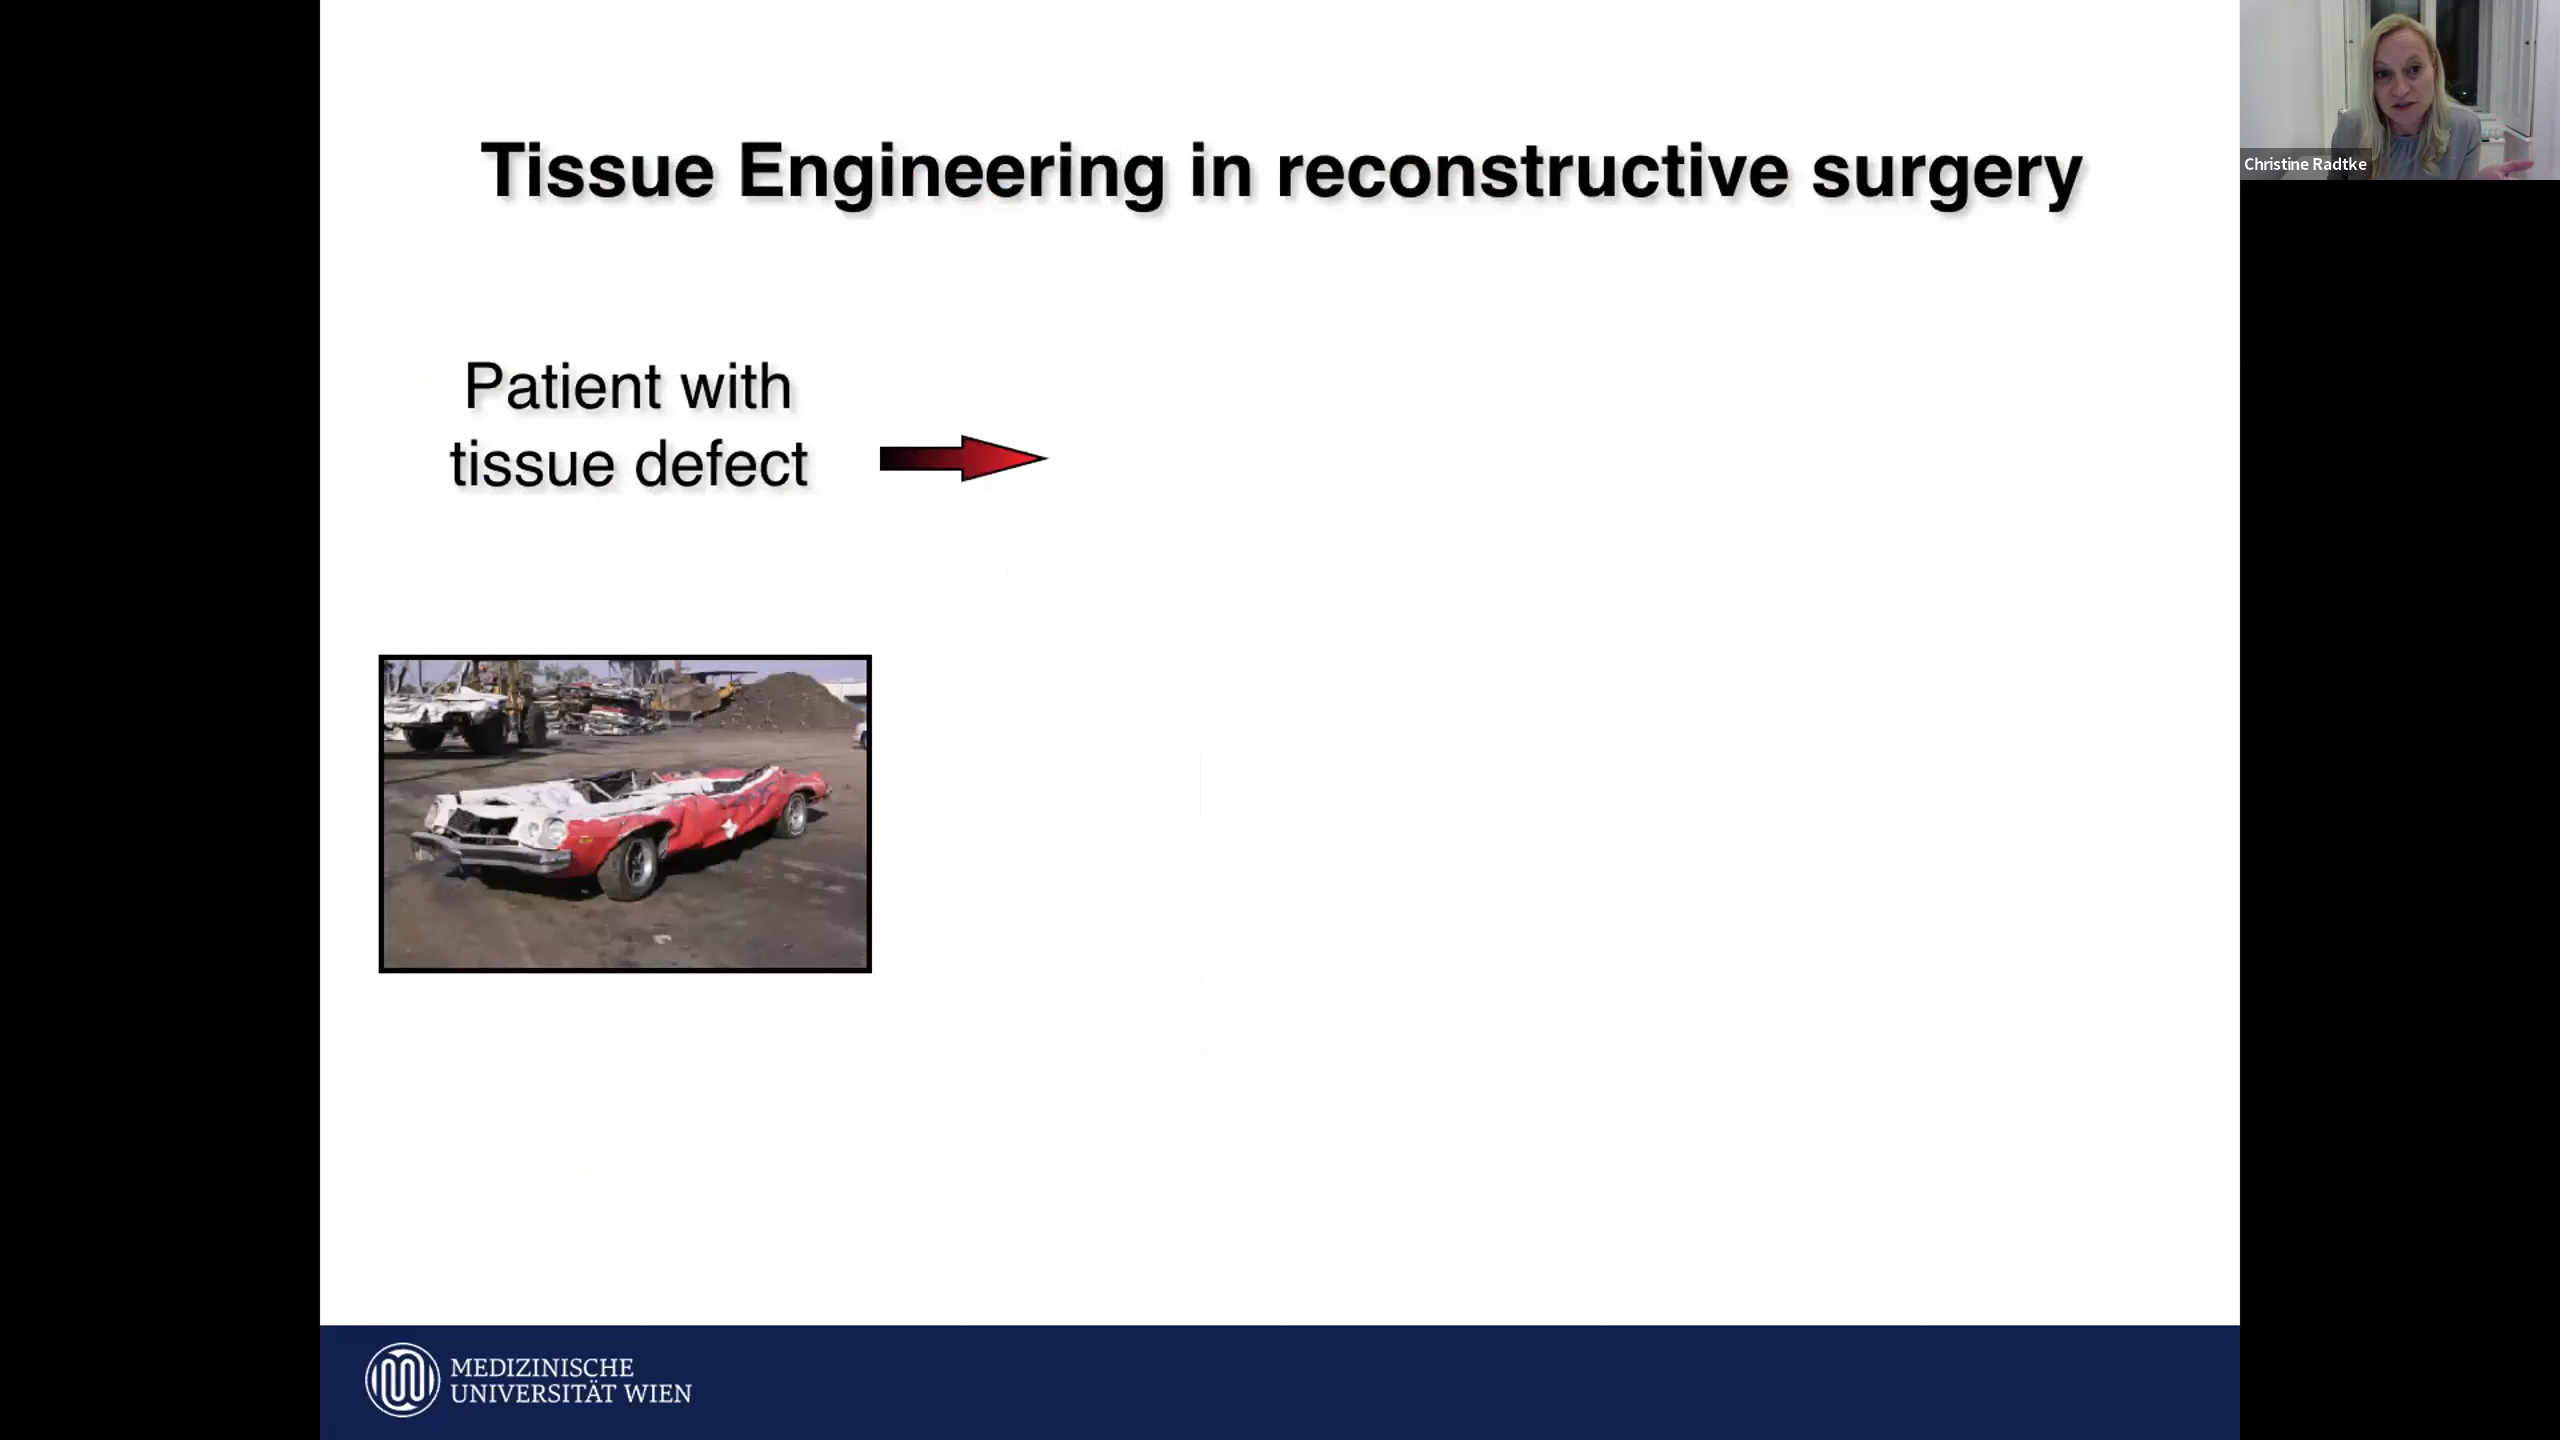 Tissue Engineering in reconstructive surgery
Christine Radtke
Patient with
tissue defect
MEDIZINISCHE
UNIVERSITÄT WIEN